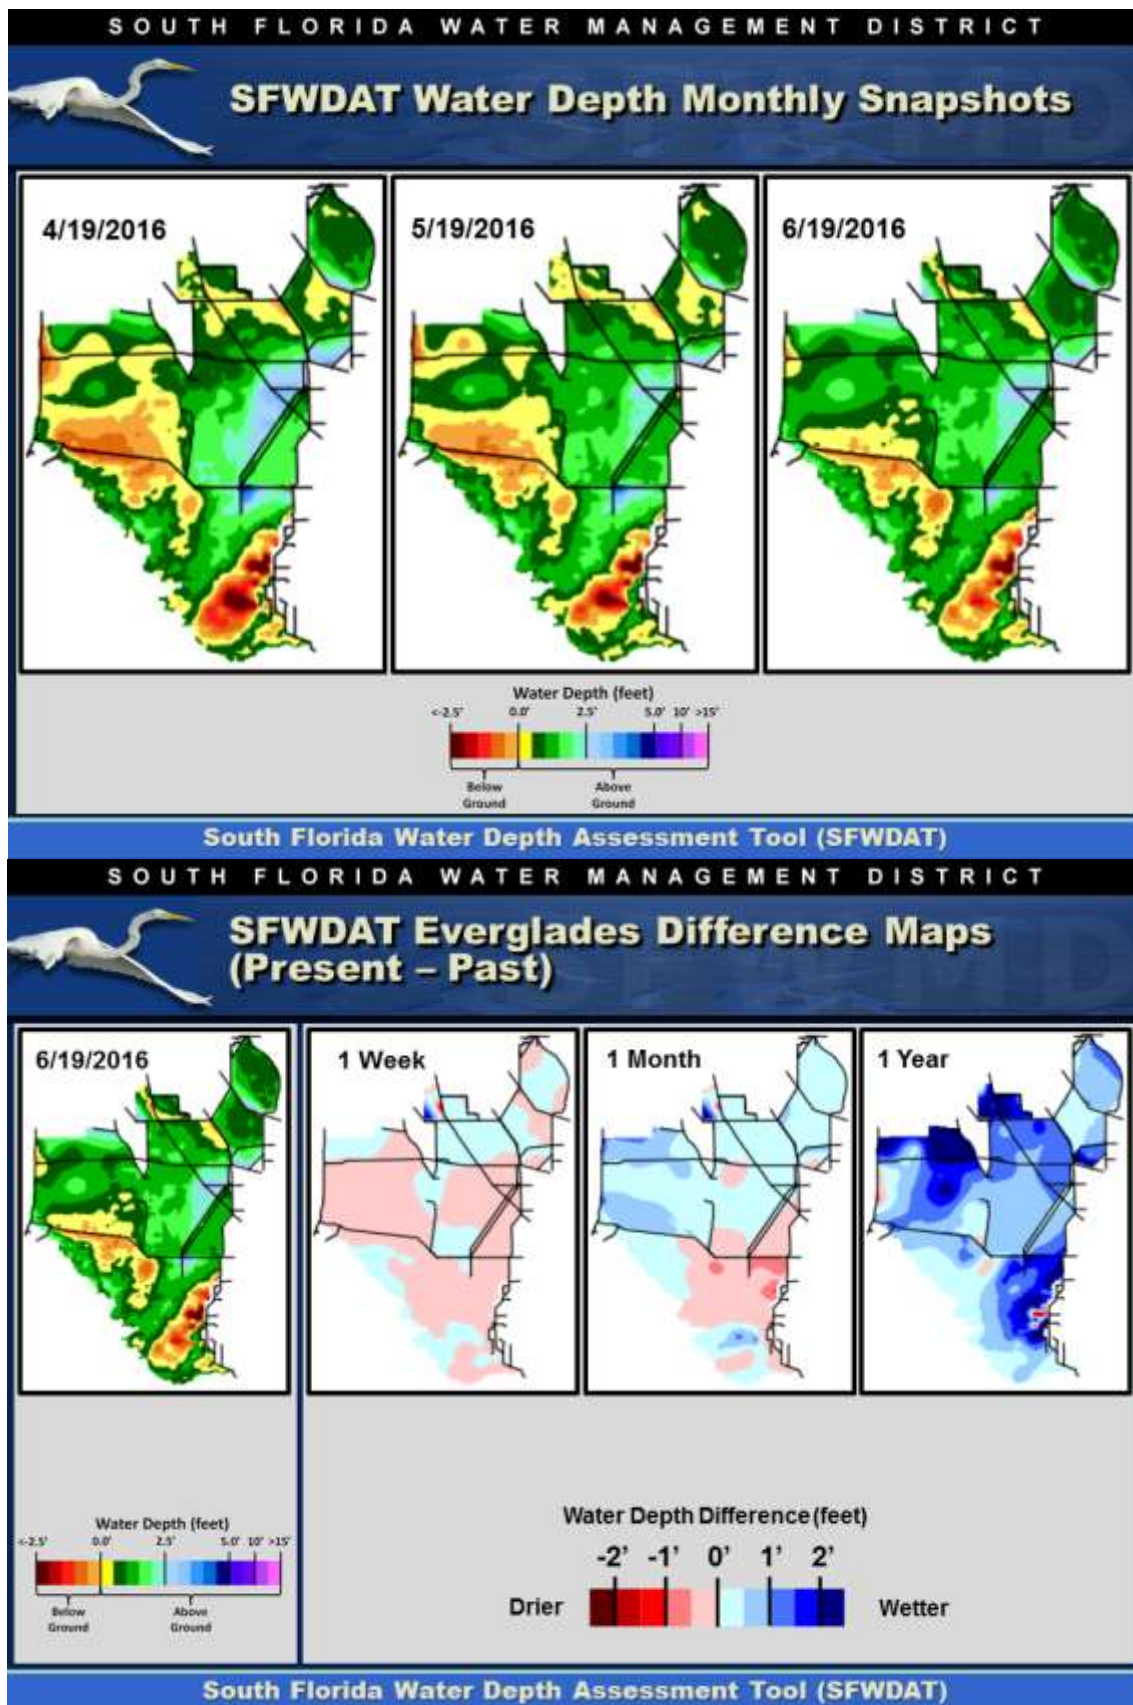 SOUTH FLORIDA WATER MANAGEMENT DISTRICT
SFWDAT Water Depth Monthly Snapshots
4/19/2016
5/19/2016
6/19/2016
Water Depth (feet)
<-2.5' 0.0' 2.5' 5.0' 10' >15'
Below Ground
Above Ground
South Florida Water Depth Assessment Tool (SFWDAT)
SOUTH FLORIDA WATER MANAGEMENT DISTRICT
SFWDAT Everglades Difference Maps
(Present – Past)
6/19/2016
1 Week
1 Month
1 Year
Water Depth (feet)
<-2.5' 0.0' 2.5' 5.0' 10' >15'
Below Ground
Above Ground
Water Depth Difference (feet)
-2' -1' 0' 1' 2'
Drier
Wetter
South Florida Water Depth Assessment Tool (SFWDAT)